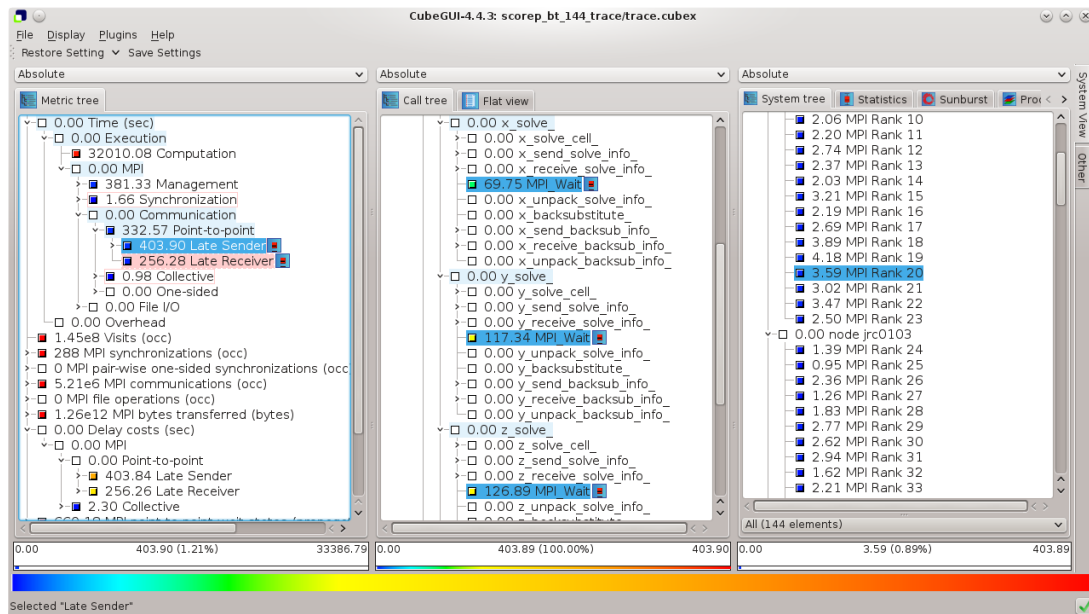 CubeGUI-4.4.3: scorep_bt_144_trace/trace.cubex
File Display Plugins Help
Restore Setting Save Settings
Absolute
Metric tree
0.00 Time (sec)
0.00 Execution
32010.08 Computation
0.00 MPI
381.33 Management
1.66 Synchronization
0.00 Communication
332.57 Point-to-point
403.90 Late Sender
256.28 Late Receiver
0.98 Collective
0.00 One-sided
0.00 File I/O
0.00 Overhead
1.45e8 Visits (occ)
288 MPI synchronizations (occ)
0 MPI pair-wise one-sided synchronizations (occ
5.21e6 MPI communications (occ)
0 MPI file operations (occ)
1.26e12 MPI bytes transferred (bytes)
0.00 Delay costs (sec)
0.00 MPI
0.00 Point-to-point
403.84 Late Sender
256.26 Late Receiver
2.30 Collective
0.00 403.90 (1.21%) 33386.79
Absolute
Call tree Flat view
0.00 x_solve_
0.00 x_solve_cell_
0.00 x_send_solve_info_
0.00 x_receive_solve_info_
69.75 MPI_Wait
0.00 x_unpack_solve_info_
0.00 x_backsubstitute_
0.00 x_send_backsub_info_
0.00 x_receive_backsub_info_
0.00 x_unpack_backsub_info_
0.00 y_solve_
0.00 y_solve_cell_
0.00 y_send_solve_info_
0.00 y_receive_solve_info_
117.34 MPI_Wait
0.00 y_unpack_solve_info_
0.00 y_backsubstitute_
0.00 y_send_backsub_info_
0.00 y_receive_backsub_info_
0.00 y_unpack_backsub_info_
0.00 z_solve_
0.00 z_solve_cell_
0.00 z_send_solve_info_
0.00 z_receive_solve_info_
126.89 MPI_Wait
0.00 z_unpack_solve_info_
0.00 403.89 (100.00%) 403.90
Absolute
System tree Statistics Sunburst Proc
2.06 MPI Rank 10
2.20 MPI Rank 11
2.74 MPI Rank 12
2.37 MPI Rank 13
2.03 MPI Rank 14
3.21 MPI Rank 15
2.19 MPI Rank 16
2.69 MPI Rank 17
3.89 MPI Rank 18
4.18 MPI Rank 19
3.59 MPI Rank 20
3.02 MPI Rank 21
3.47 MPI Rank 22
2.50 MPI Rank 23
0.00 node jrc0103
1.39 MPI Rank 24
0.95 MPI Rank 25
2.36 MPI Rank 26
1.26 MPI Rank 27
1.83 MPI Rank 28
2.77 MPI Rank 29
2.62 MPI Rank 30
2.94 MPI Rank 31
1.62 MPI Rank 32
2.21 MPI Rank 33
All (144 elements)
0.00 3.59 (0.89%) 403.89
System View
Other
Selected "Late Sender"